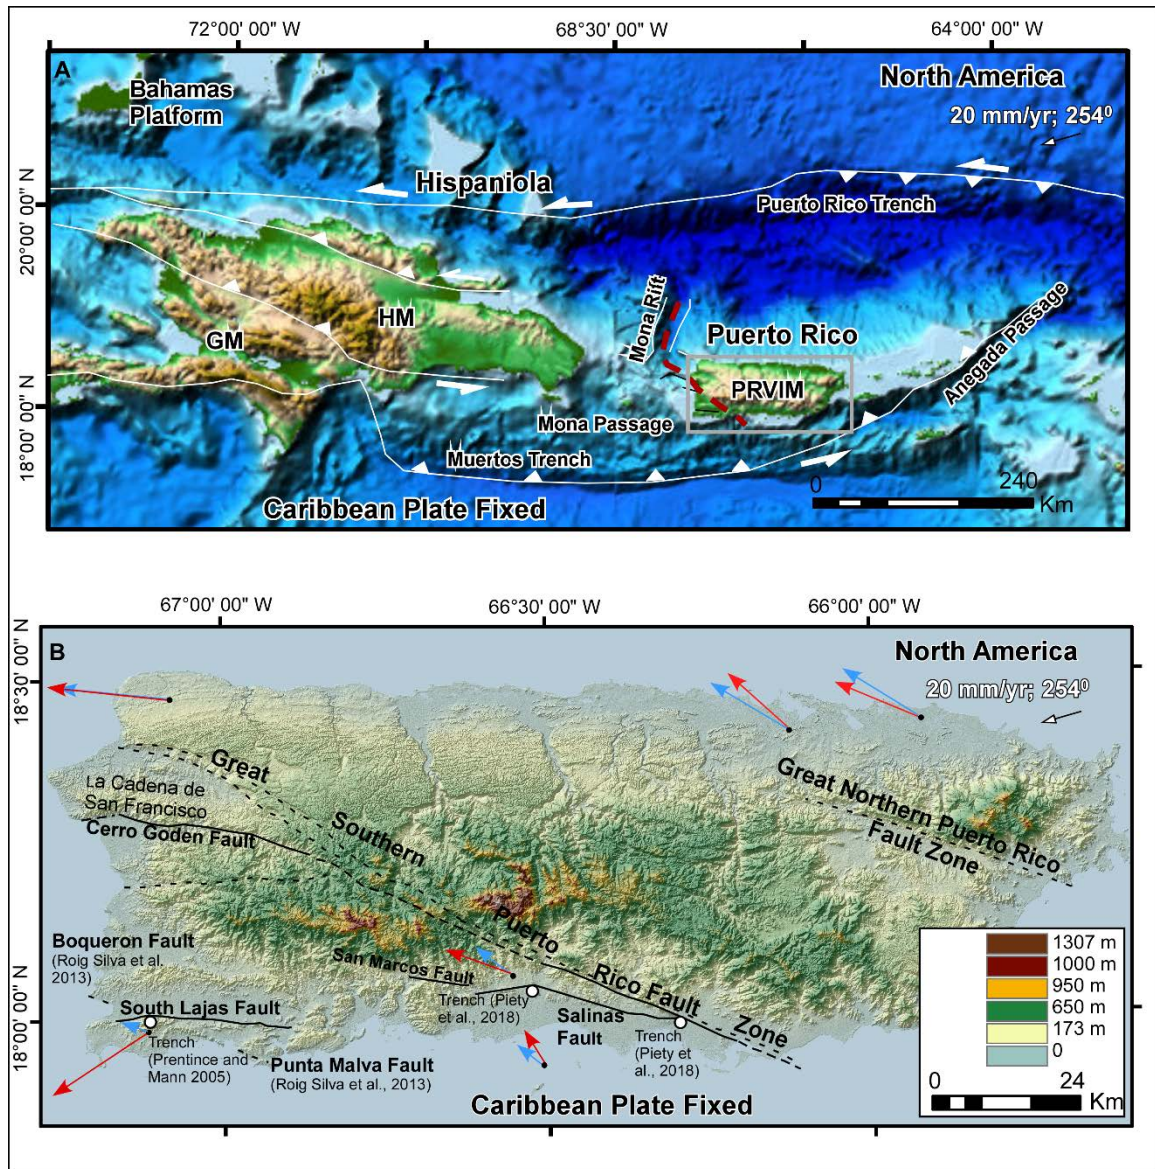 72°00' 00" W
68°30' 00" W
64°00' 00" W
A
Bahamas
Platform
North America
20 mm/yr; 254⁰
Hispaniola
Puerto Rico Trench
20° 00' 00" N
Mona Rift
HM
GM
Puerto Rico
PRVIM
Anegada Passage
Mona Passage
18° 00' 00" N
Muertos Trench
Caribbean Plate Fixed
0
240
Km
67°00' 00" W
66°30' 00" W
66°00' 00" W
B
North America
20 mm/yr; 254⁰
18°30' 00" N
Great
Southern
Puerto
Rico Fault
Zone
Great Northern Puerto Rico
Fault Zone
La Cadena de
San Francisco
Cerro Goden Fault
Boqueron Fault
(Roig Silva et al.
2013)
San Marcos Fault
Trench (Piety
et al., 2018)
South Lajas Fault
Salinas
Fault
Trench
(Piety et
al., 2018)
18°00' 00" N
Trench
(Prentince and
Mann 2005)
Punta Malva Fault
(Roig Silva et al., 2013)
Caribbean Plate Fixed
1307 m
1000 m
950 m
650 m
173 m
0
0
24
Km